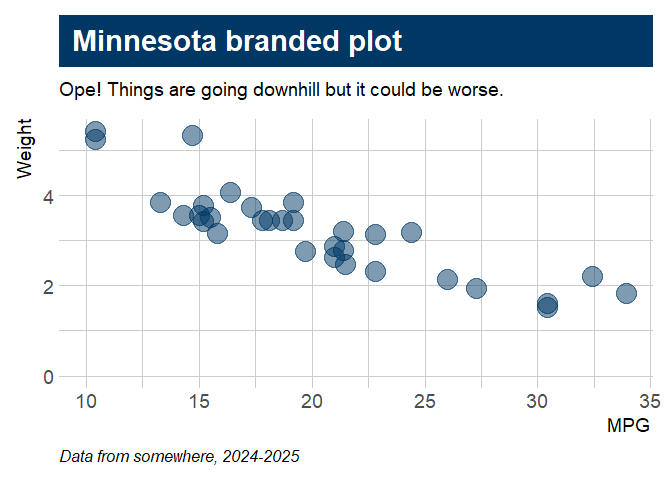 Minnesota branded plot
Ope! Things are going downhill but it could be worse.
Weight
4
2
0
10 15 20 25 30 35
MPG
Data from somewhere, 2024-2025